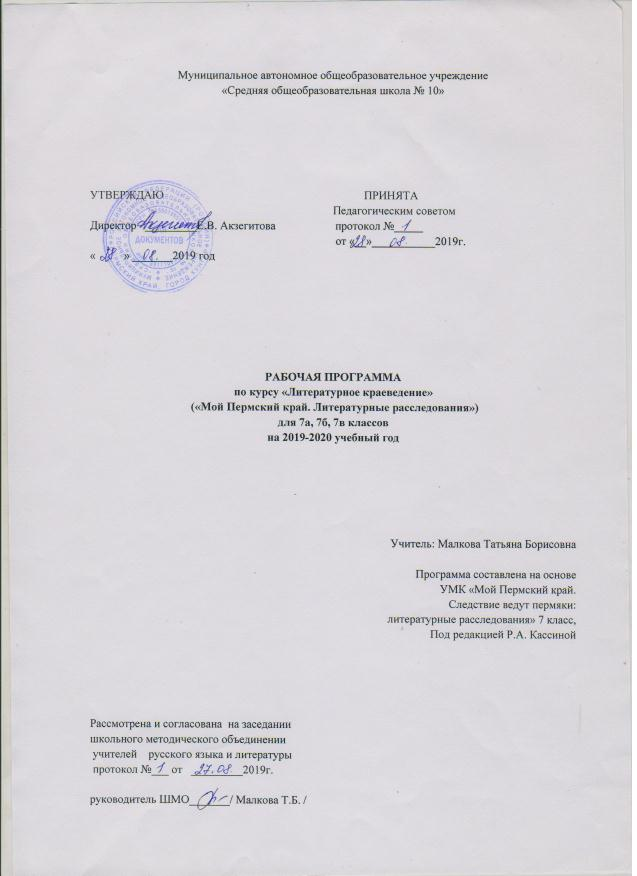 Муниципальное автономное общеобразовательное учреждение
«Средняя общеобразовательная школа № 10»
УТВЕРЖДАЮ
Директор Е.В. Акзегитова
« 28 » 08. 2019 год
ПРИНЯТА
Педагогическим советом
протокол № 1
от «28» 08. 2019г.
ДОКУМЕНТОВ
РАБОЧАЯ ПРОГРАММА
по курсу «Литературное краеведение»
(«Мой Пермский край. Литературные расследования»)
для 7а, 7б, 7в классов
на 2019-2020 учебный год
Учитель: Малкова Татьяна Борисовна
Программа составлена на основе
УМК «Мой Пермский край.
Следствие ведут пермяки:
литературные расследования» 7 класс,
Под редакцией Р.А. Кассиной
Рассмотрена и согласована на заседании
школьного методического объединении
учителей русского языка и литературы
протокол № 1 от 27.08. 2019г.
руководитель ШМО / Малкова Т.Б. /